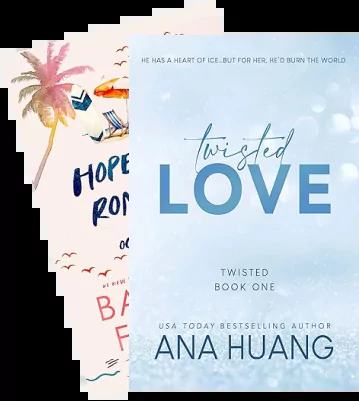 HE HAS A HEART OF ICE...BUT FOR HER, HE'D BURN THE WORLD.
twisted
LOVE
TWISTED
BOOK ONE
USA TODAY BESTSELLING AUTHOR
ANA HUANG
HOPE
RO
BA
F